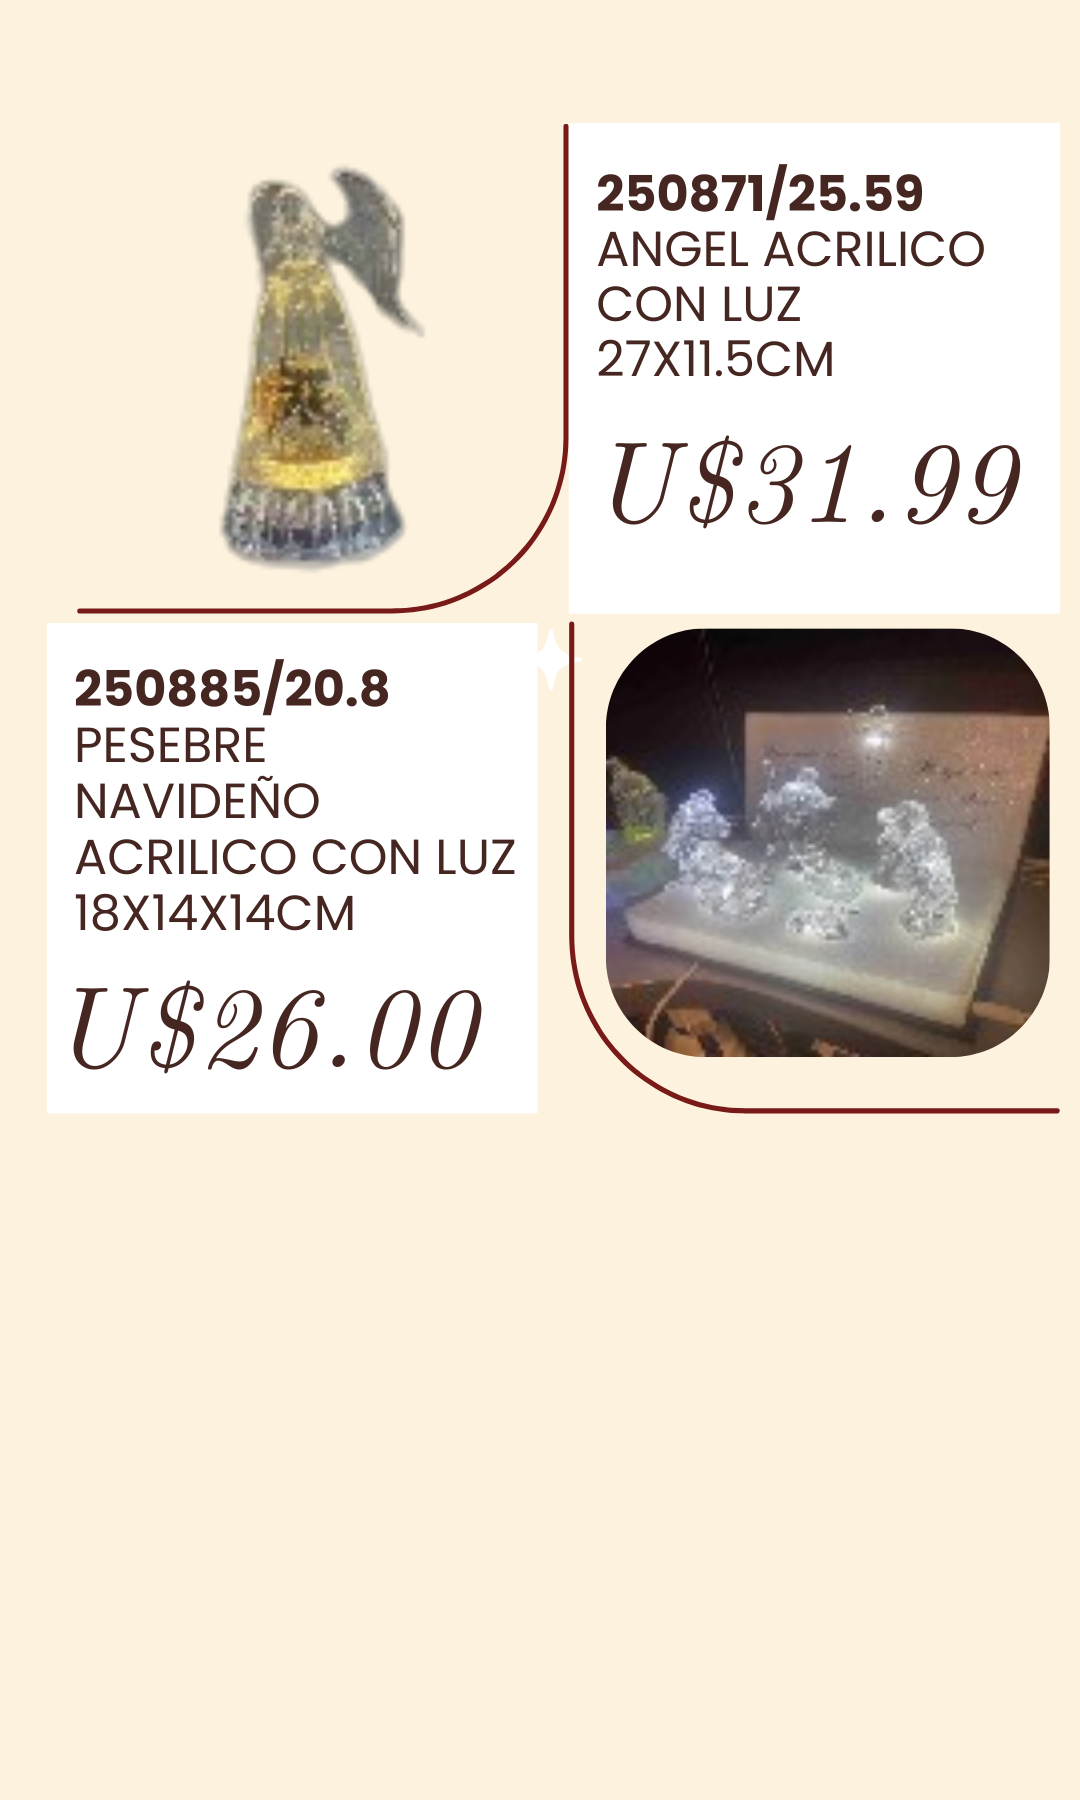 250871/25.59
ANGEL ACRILICO
CON LUZ
27X11.5CM
U$31.99
250885/20.8
PESEBRE
NAVIDEÑO
ACRILICO CON LUZ
18X14X14CM
U$26.00